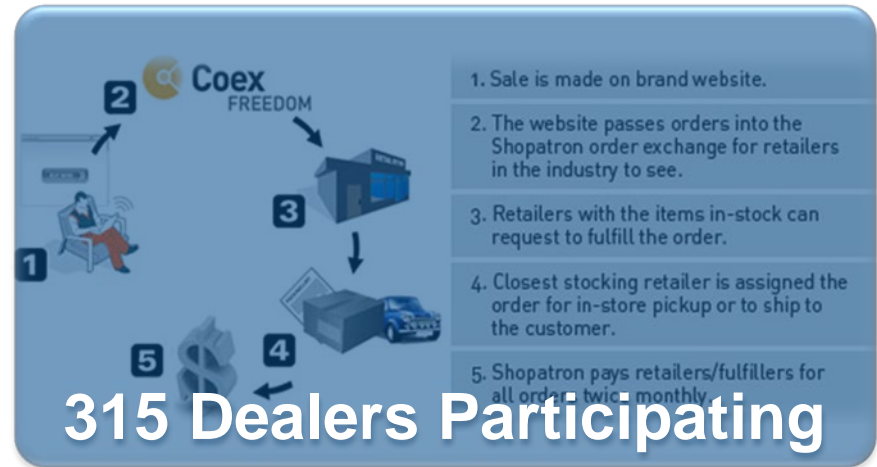 Coex
FREEDOM
2
3
1
4
5
1. Sale is made on brand website.
2. The website passes orders into the
Shopatron order exchange for retailers
in the industry to see.
3. Retailers with the items in-stock can
request to fulfill the order.
4. Closest stocking retailer is assigned the
order for in-store pickup or to ship to
the customer.
5. Shopatron pays retailers/fulfillers for
all orders twice monthly.
315 Dealers Participating